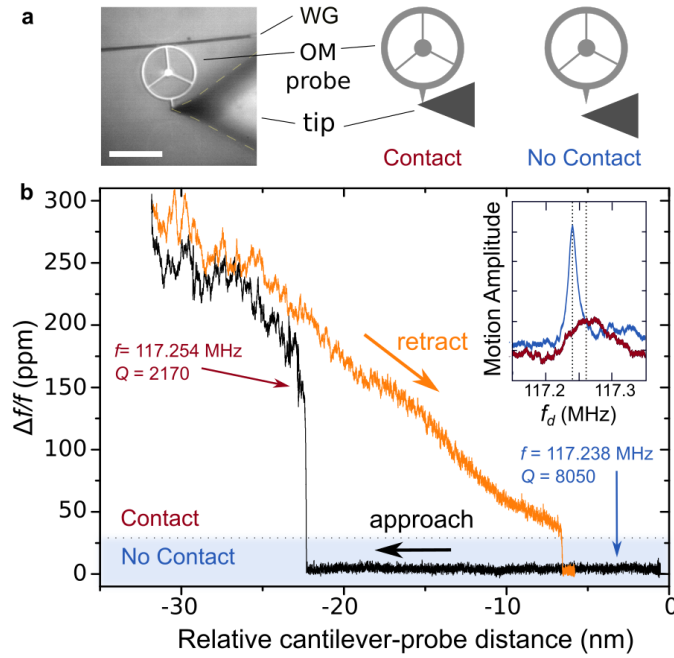 a
WG
OM
probe
tip
Contact
No Contact
b
300
250
200
150
100
50
0
Δf/f (ppm)
f= 117.254 MHz
Q = 2170
retract
approach
Contact
No Contact
f = 117.238 MHz
Q = 8050
Motion Amplitude
117.2
117.3
f_d (MHz)
-30
-20
-10
0
Relative cantilever-probe distance (nm)